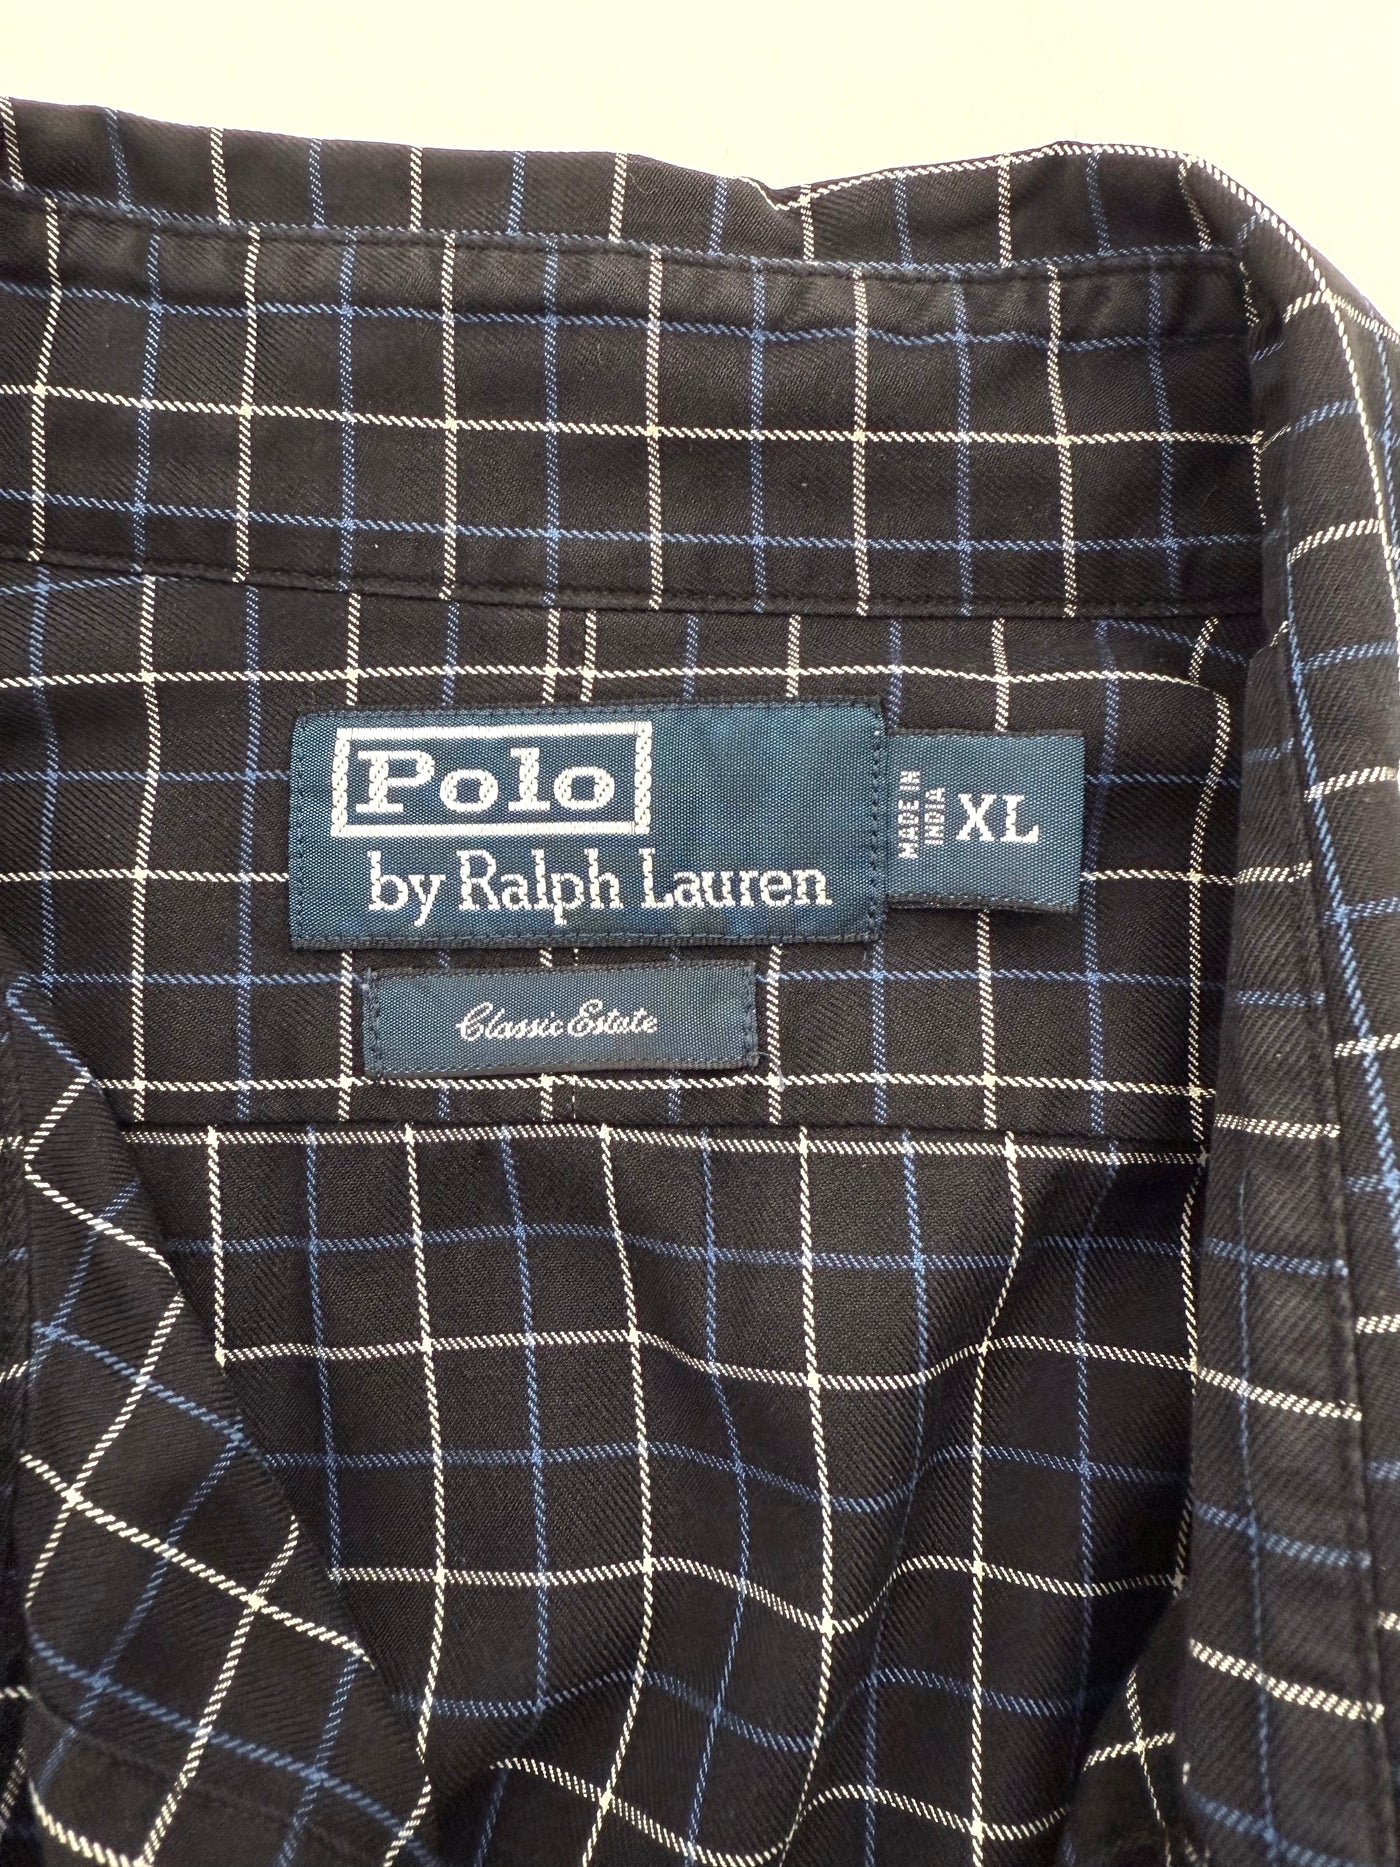 Polo
by Ralph Lauren
MADE IN
INDIA
XL
Classic Estate